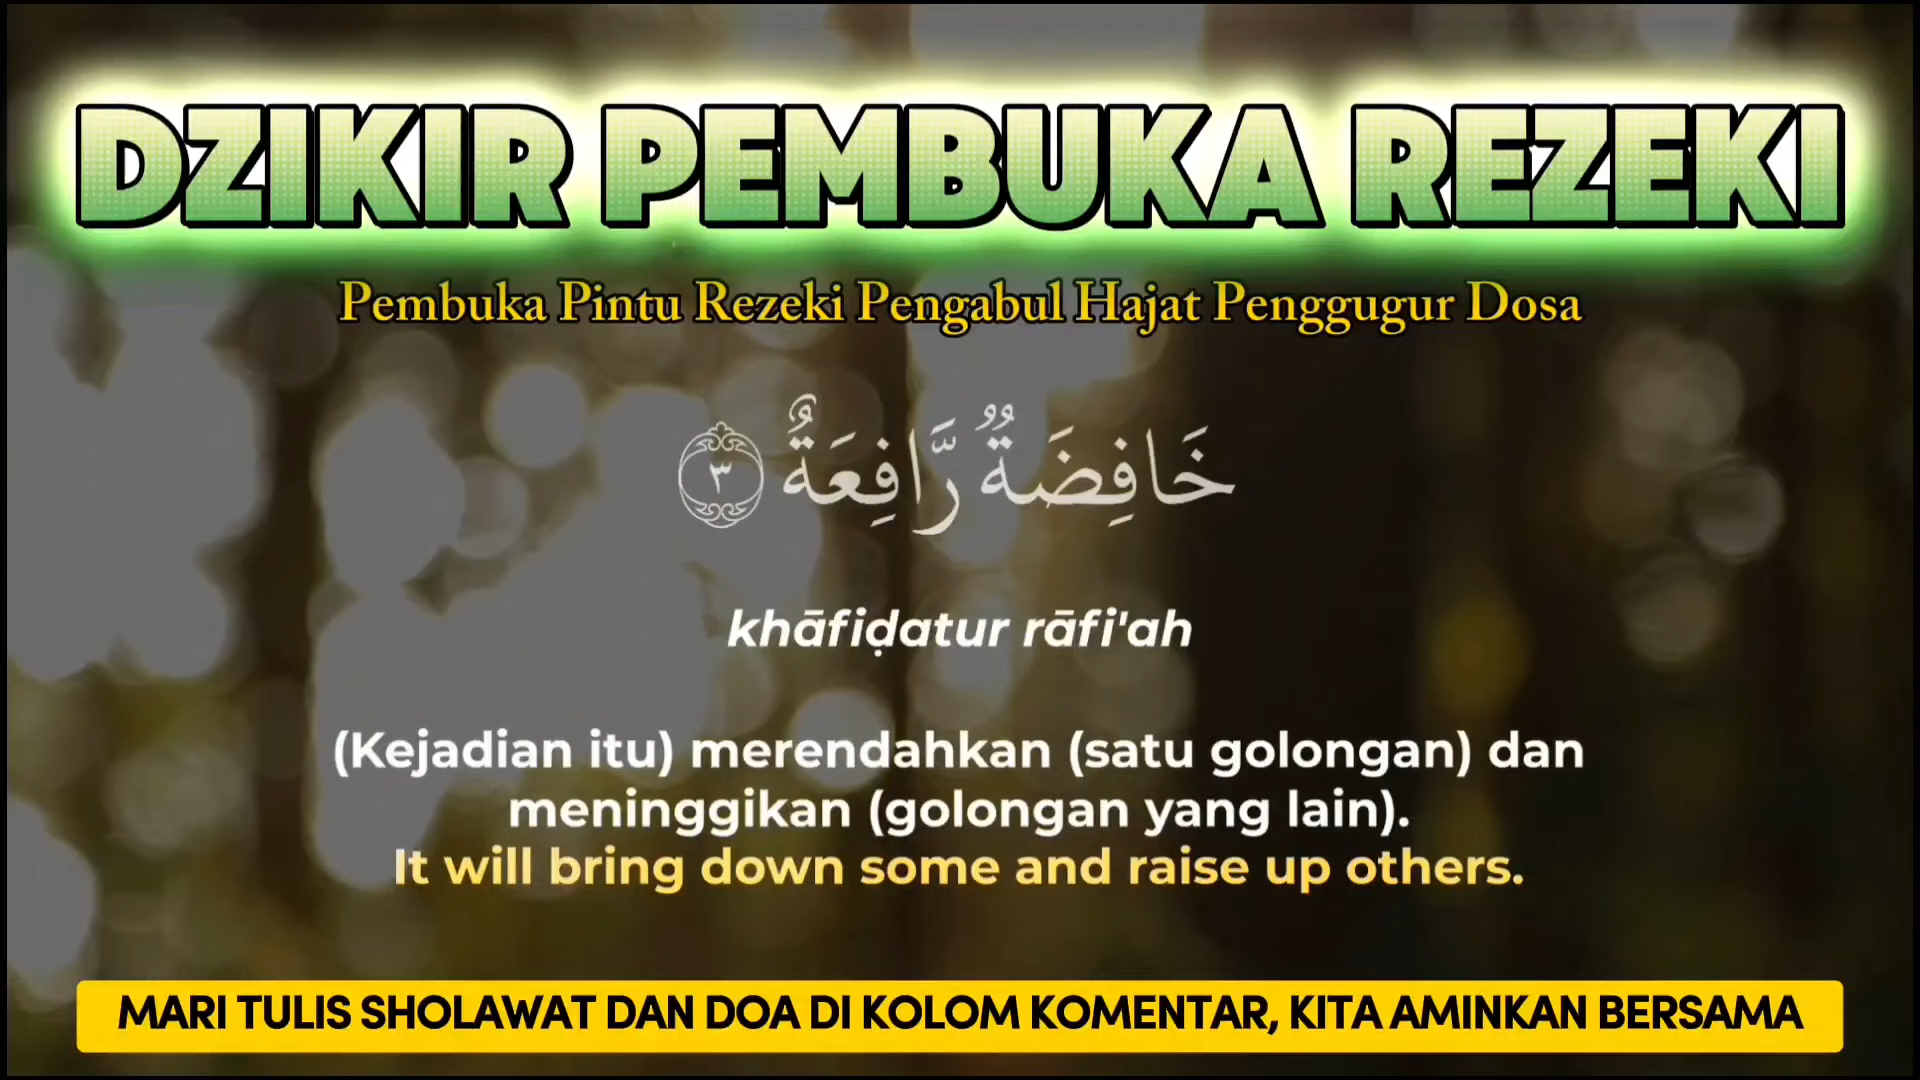 DZIKIR PEMBUKA REZEKI
Pembuka Pintu Rezeki Pengabul Hajat Penggugur Dosa
خَافِضَةٌ رَّافِعَةٌ ۝٣
khāfiḍatur rāfi'ah
(Kejadian itu) merendahkan (satu golongan) dan
meninggikan (golongan yang lain).
It will bring down some and raise up others.
MARI TULIS SHOLAWAT DAN DOA DI KOLOM KOMENTAR, KITA AMINKAN BERSAMA